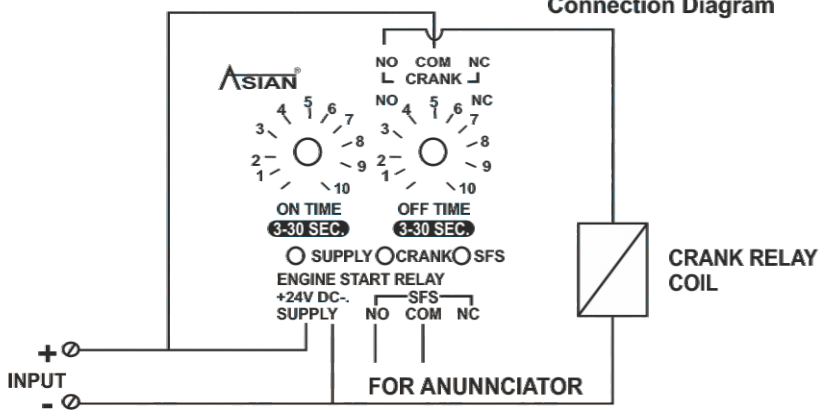 Connection Diagram
NO COM NC
CRANK
ASIAN®
NO NC
1 2 3 4 5 6 7 8 9 10
1 2 3 4 5 6 7 8 9 10
ON TIME OFF TIME
3-30 SEC. 3-30 SEC.
SUPPLY CRANK SFS
ENGINE START RELAY
+24V DC-. SFS
SUPPLY NO COM NC
CRANK RELAY
COIL
+
INPUT
-
FOR ANUNNCIATOR